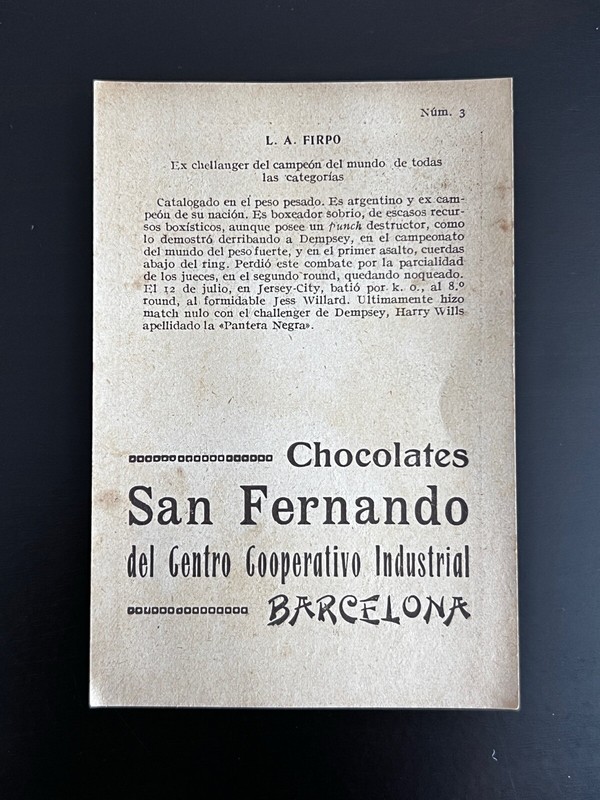 Núm. 3
L. A. FIRPO
Ex chellanger del campeón del mundo de todas
las categorías
Catalogado en el peso pesado. Es argentino y ex cam-
peón de su nación. Es boxeador sobrio, de escasos recur-
sos boxísticos, aunque posee un punch destructor, como
lo demostró derribando a Dempsey, en el campeonato
del mundo del peso fuerte, y en el primer asalto, cuerdas
abajo del ring. Perdió este combate por la parcialidad
de los jueces, en el segundo round, quedando noqueado.
El 12 de julio, en Jersey-City, batió por k. o., al 8.º
round, al formidable Jess Willard. Ultimamente hizo
match nulo con el challenger de Dempsey, Harry Wills
apellidado la «Pantera Negra».
Chocolates
San Fernando
del Centro Cooperativo Industrial
BARCELONA